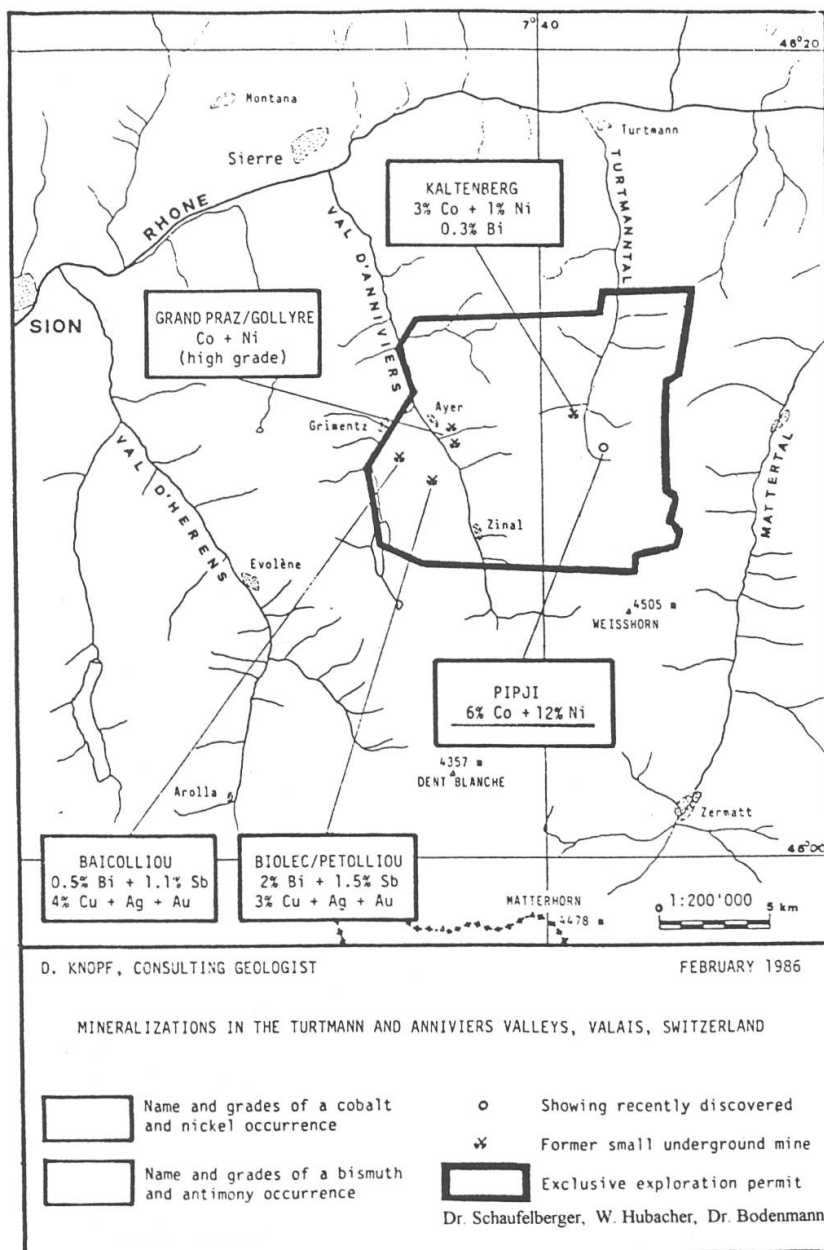 7°40
46°20
Montana
Turtmann
Sierre
KALTENBERG
3% Co + 1% Ni
0.3% Bi
TURTMANNTAL
RHONE
VAL D'ANNIVIERS
SION
GRAND PRAZ/GOLLYRE
Co + Ni
(high grade)
Ayer
Grimentz
MATTERTAL
VAL D'HERENS
Zinal
Evolène
4505 m
WEISSHORN
PIPJI
6% Co + 12% Ni
4357 m
DENT BLANCHE
Arolla
Zermatt
46°00
BAICOLLIOU
0.5% Bi + 1.1% Sb
4% Cu + Ag + Au
BIOLEC/PETOLLIOU
2% Bi + 1.5% Sb
3% Cu + Ag + Au
MATTERHORN
4478 m
1:200'000
0 5 km
D. KNOPF, CONSULTING GEOLOGIST FEBRUARY 1986
MINERALIZATIONS IN THE TURTMANN AND ANNIVIERS VALLEYS, VALAIS, SWITZERLAND
Name and grades of a cobalt
and nickel occurrence
Name and grades of a bismuth
and antimony occurrence
Showing recently discovered
Former small underground mine
Exclusive exploration permit
Dr. Schaufelberger, W. Hubacher, Dr. Bodenmann